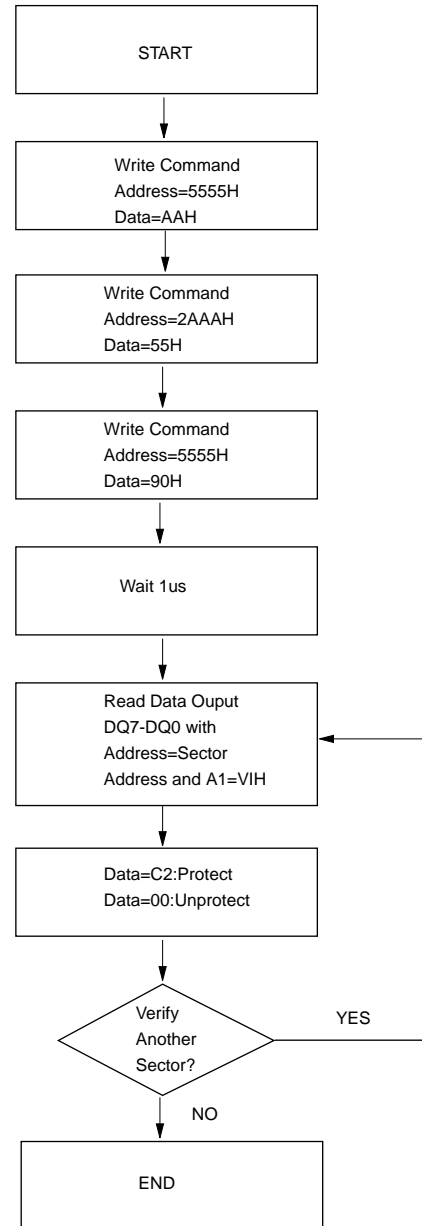 START
Write Command
Address=5555H
Data=AAH
Write Command
Address=2AAAH
Data=55H
Write Command
Address=5555H
Data=90H
Wait 1us
Read Data Ouput
DQ7-DQ0 with
Address=Sector
Address and A1=VIH
Data=C2:Protect
Data=00:Unprotect
Verify
Another
Sector?
YES
NO
END